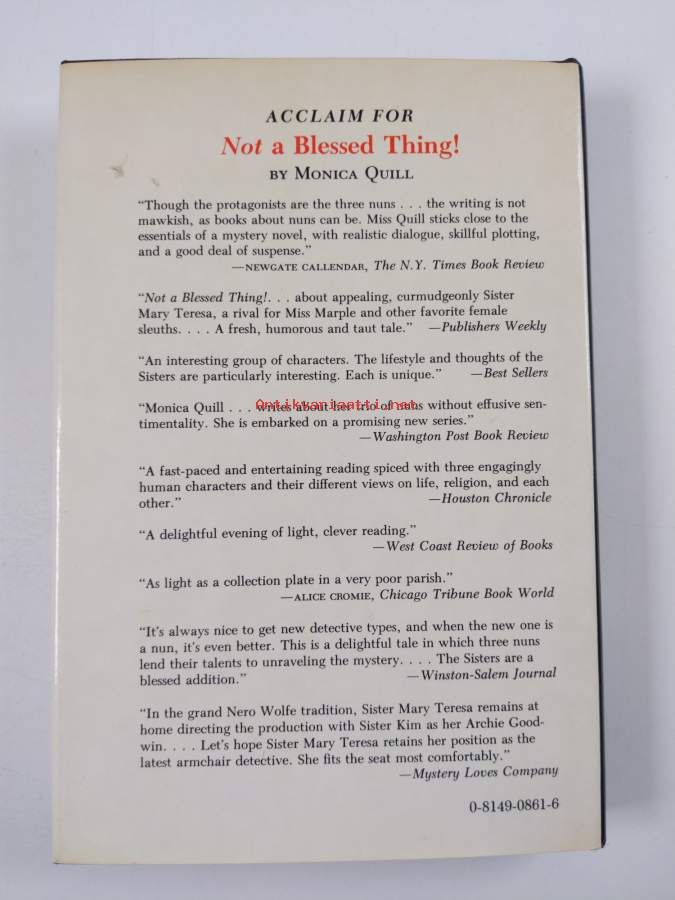 ACCLAIM FOR
Not a Blessed Thing!
BY MONICA QUILL
“Though the protagonists are the three nuns . . . the writing is not
mawkish, as books about nuns can be. Miss Quill sticks close to the
essentials of a mystery novel, with realistic dialogue, skillful plotting,
and a good deal of suspense.”
—NEWGATE CALLENDAR, The N.Y. Times Book Review
“Not a Blessed Thing!. . . about appealing, curmudgeonly Sister
Mary Teresa, a rival for Miss Marple and other favorite female
sleuths. . . . A fresh, humorous and taut tale.” —Publishers Weekly
“An interesting group of characters. The lifestyle and thoughts of the
Sisters are particularly interesting. Each is unique.” —Best Sellers
Antikvariaatti.net
“Monica Quill . . . writes about her trio of nuns without effusive sen-
timentality. She is embarked on a promising new series.”
—Washington Post Book Review
“A fast-paced and entertaining reading spiced with three engagingly
human characters and their different views on life, religion, and each
other.” —Houston Chronicle
“A delightful evening of light, clever reading.”
—West Coast Review of Books
“As light as a collection plate in a very poor parish.”
—ALICE CROMIE, Chicago Tribune Book World
“It's always nice to get new detective types, and when the new one is
a nun, it's even better. This is a delightful tale in which three nuns
lend their talents to unraveling the mystery. . . . The Sisters are a
blessed addition.” —Winston-Salem Journal
“In the grand Nero Wolfe tradition, Sister Mary Teresa remains at
home directing the production with Sister Kim as her Archie Good-
win. . . . Let's hope Sister Mary Teresa retains her position as the
latest armchair detective. She fits the seat most comfortably.”
—Mystery Loves Company
0-8149-0861-6